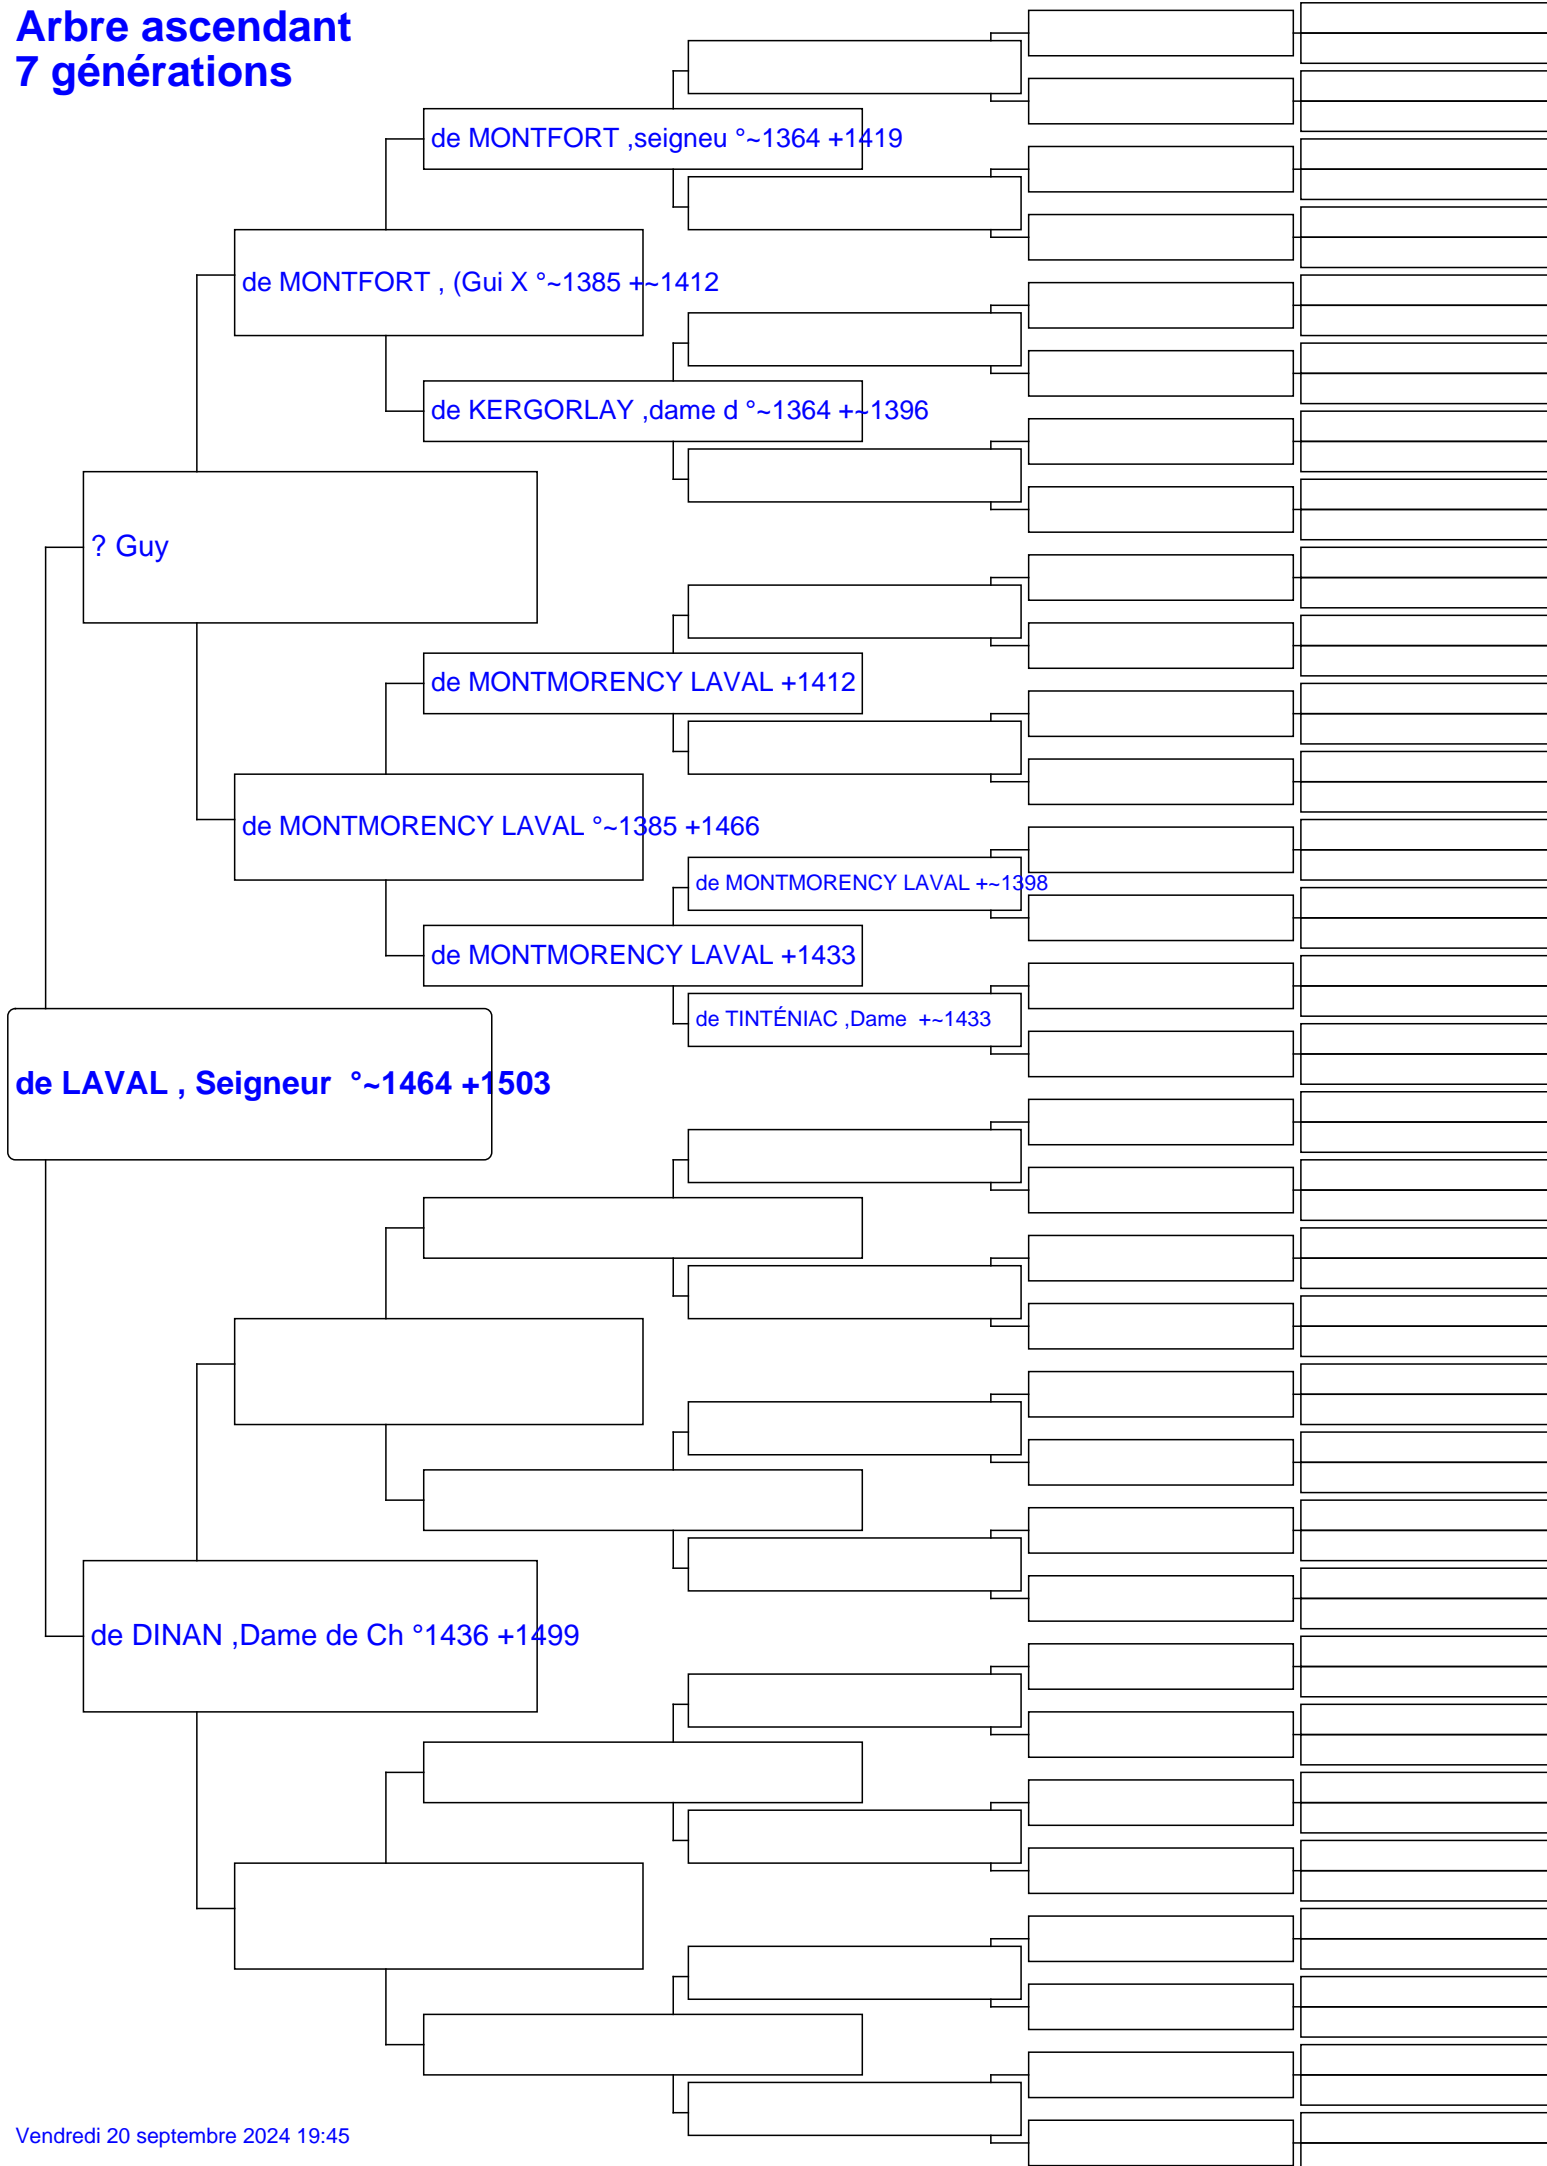 Arbre ascendant
7 générations
de MONTFORT ,seigneu °~1364 +1419
de MONTFORT , (Gui X °~1385 +~1412
de KERGORLAY ,dame d °~1364 +~1396
? Guy
de MONTMORENCY LAVAL +1412
de MONTMORENCY LAVAL °~1385 +1466
de MONTMORENCY LAVAL +~1398
de MONTMORENCY LAVAL +1433
de TINTÉNIAC ,Dame  +~1433
de LAVAL , Seigneur  °~1464 +1503
de DINAN ,Dame de Ch °1436 +1499
Vendredi 20 septembre 2024 19:45